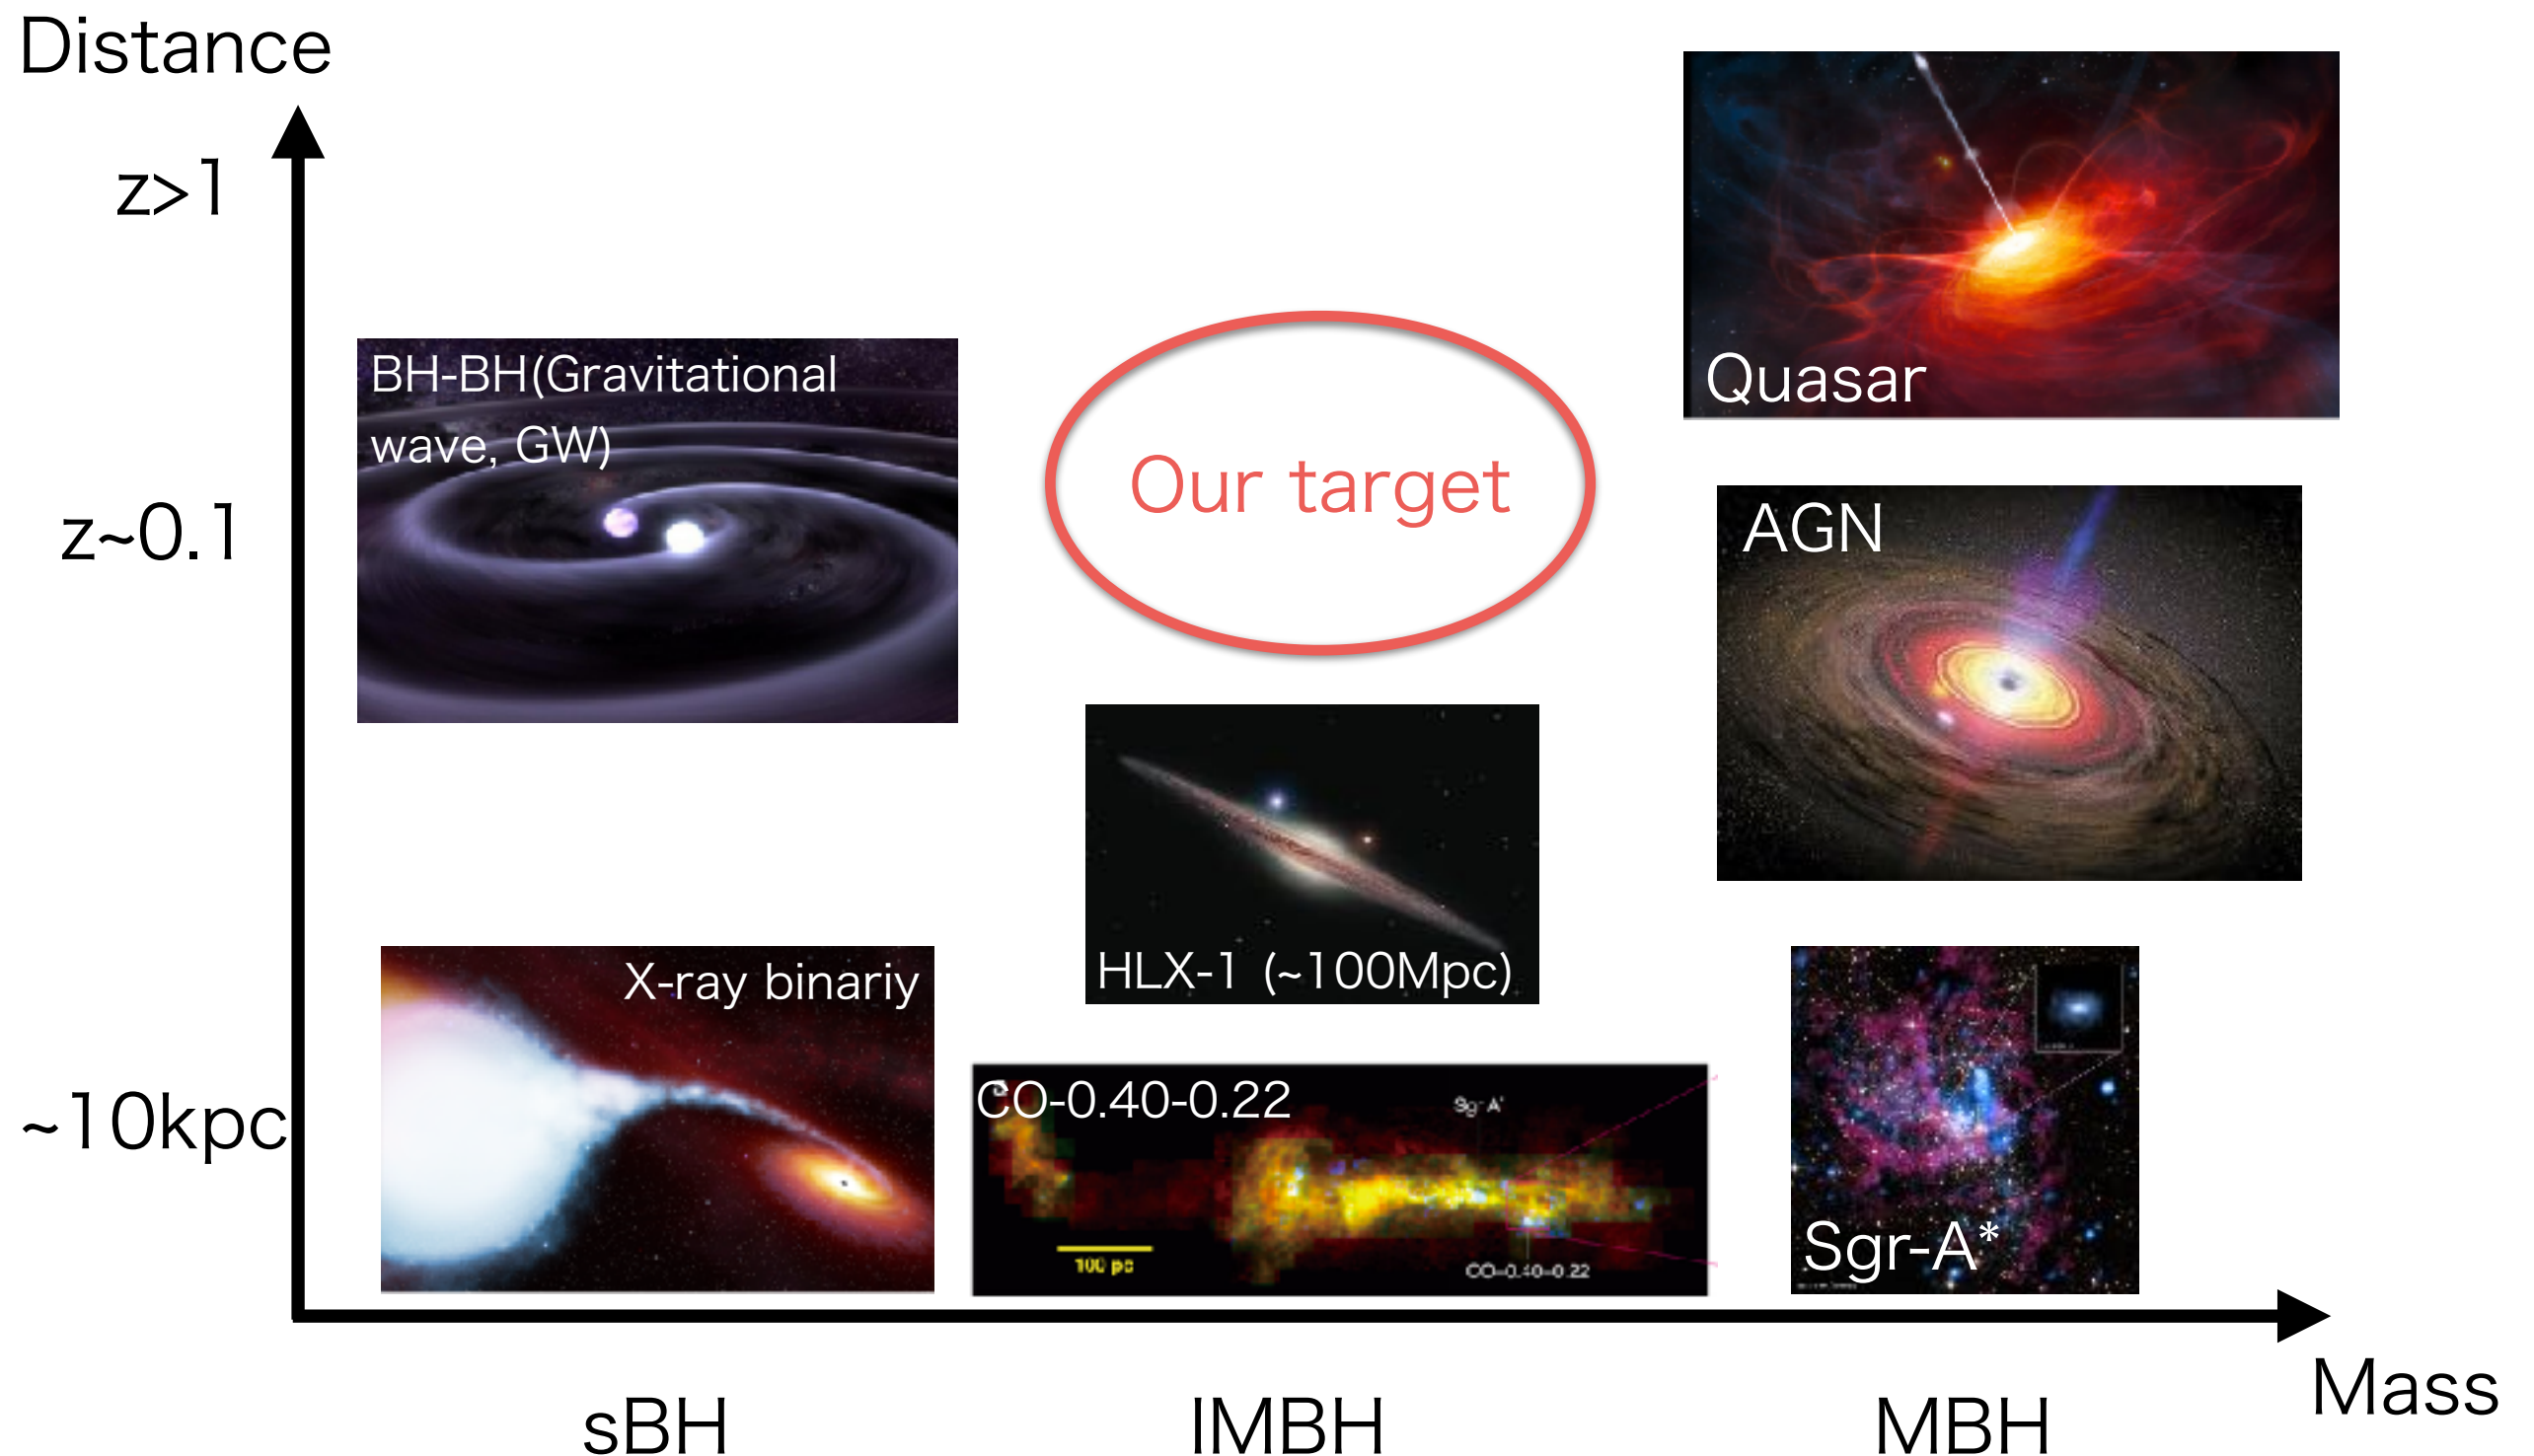 Distance
z>1
Quasar
BH-BH(Gravitational
wave, GW)
Our target
z~0.1
AGN
HLX-1 (~100Mpc)
X-ray binariy
~10kpc
CO-0.40-0.22
Sgr A*
100 pc
CO-0.40-0.22
Sgr-A*
Mass
sBH
IMBH
MBH